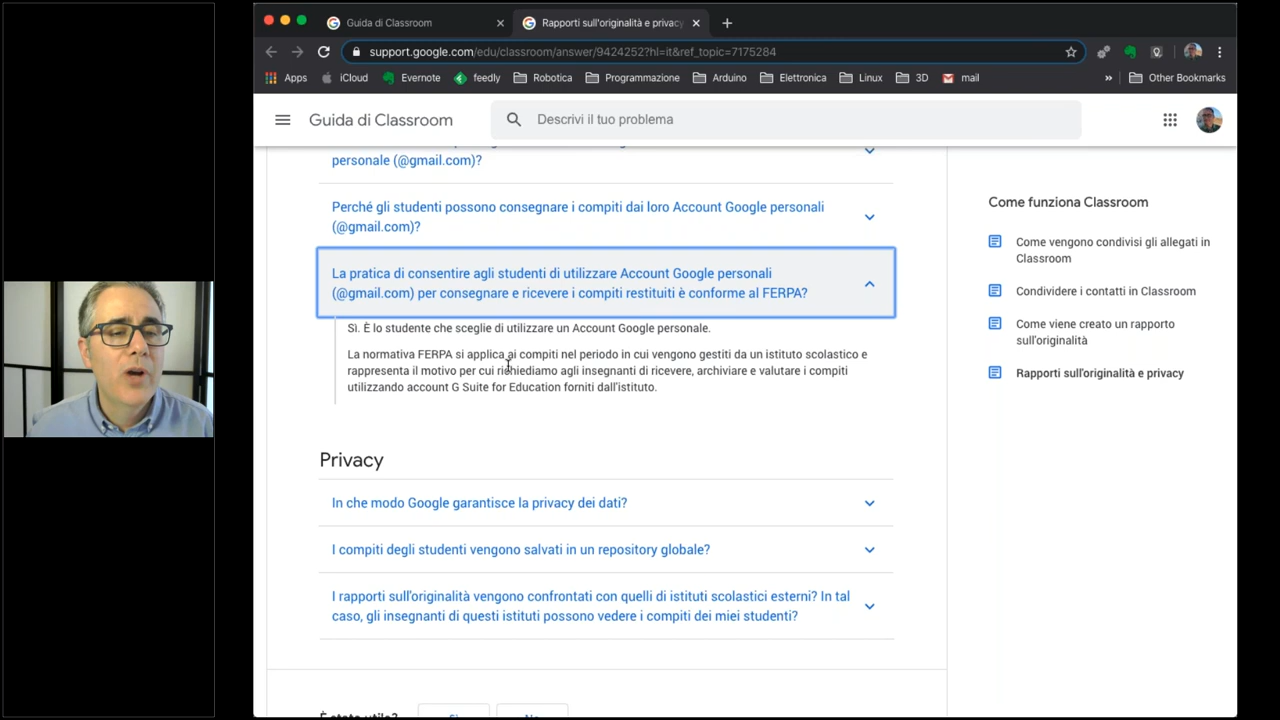 Guida di Classroom
Rapporti sull'originalità e privacy
support.google.com/edu/classroom/answer/9424252?hl=it&ref_topic=7175284
Apps iCloud Evernote feedly Robotica Programmazione Arduino Elettronica Linux 3D mail » Other Bookmarks
Guida di Classroom
Descrivi il tuo problema
personale (@gmail.com)?
Perché gli studenti possono consegnare i compiti dai loro Account Google personali
(@gmail.com)?
La pratica di consentire agli studenti di utilizzare Account Google personali
(@gmail.com) per consegnare e ricevere i compiti restituiti è conforme al FERPA?
Sì. È lo studente che sceglie di utilizzare un Account Google personale.
La normativa FERPA si applica ai compiti nel periodo in cui vengono gestiti da un istituto scolastico e
rappresenta il motivo per cui richiediamo agli insegnanti di ricevere, archiviare e valutare i compiti
utilizzando account G Suite for Education forniti dall'istituto.
Privacy
In che modo Google garantisce la privacy dei dati?
I compiti degli studenti vengono salvati in un repository globale?
I rapporti sull'originalità vengono confrontati con quelli di istituti scolastici esterni? In tal
caso, gli insegnanti di questi istituti possono vedere i compiti dei miei studenti?
È stato utile?
Come funziona Classroom
Come vengono condivisi gli allegati in
Classroom
Condividere i contatti in Classroom
Come viene creato un rapporto
sull'originalità
Rapporti sull'originalità e privacy